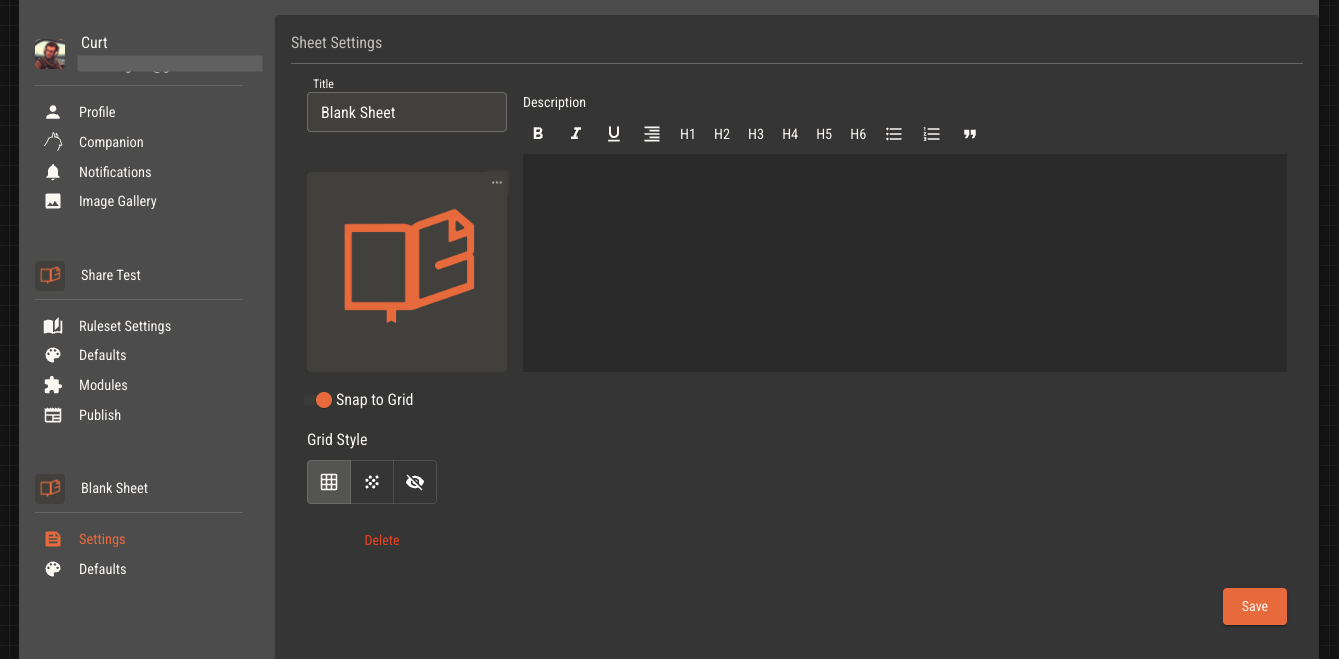 Curt
Profile
Companion
Notifications
Image Gallery
Share Test
Ruleset Settings
Defaults
Modules
Publish
Blank Sheet
Settings
Defaults
Sheet Settings
Title
Blank Sheet
Description
B I U H1 H2 H3 H4 H5 H6
Snap to Grid
Grid Style
Delete
Save